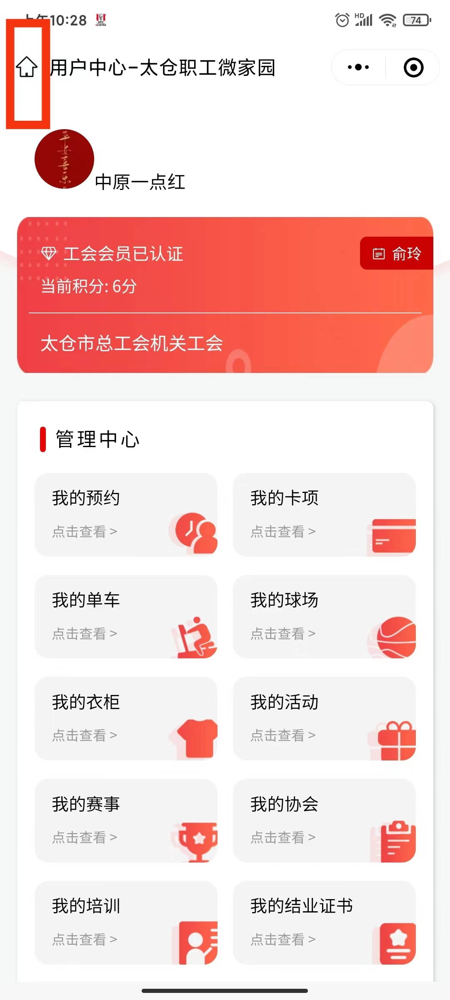 上午10:28
KFC
KCOFFEE
HD
74
用户中心-太仓职工微家园
平安喜乐
中原一点红
工会会员已认证
俞玲
当前积分: 6分
太仓市总工会机关工会
管理中心
我的预约
点击查看 >
我的卡项
点击查看 >
我的单车
点击查看 >
我的球场
点击查看 >
我的衣柜
点击查看 >
我的活动
点击查看 >
我的赛事
点击查看 >
我的协会
点击查看 >
我的培训
点击查看 >
我的结业证书
点击查看 >